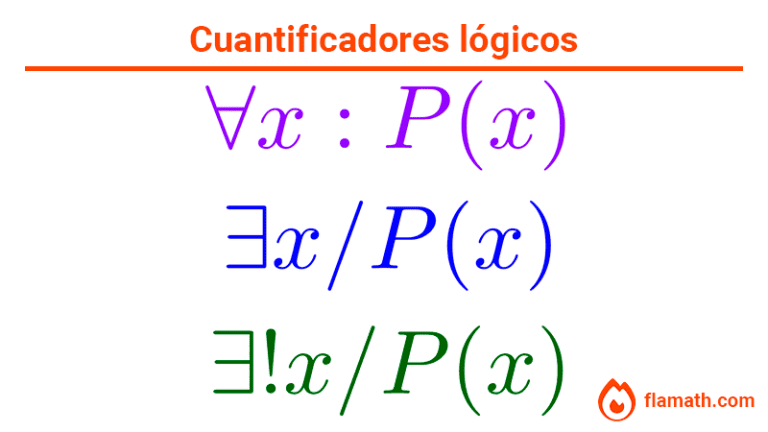 Cuantificadores lógicos
∀x : P(x)
∃x/P(x)
∃!x/P(x)
flamath.com